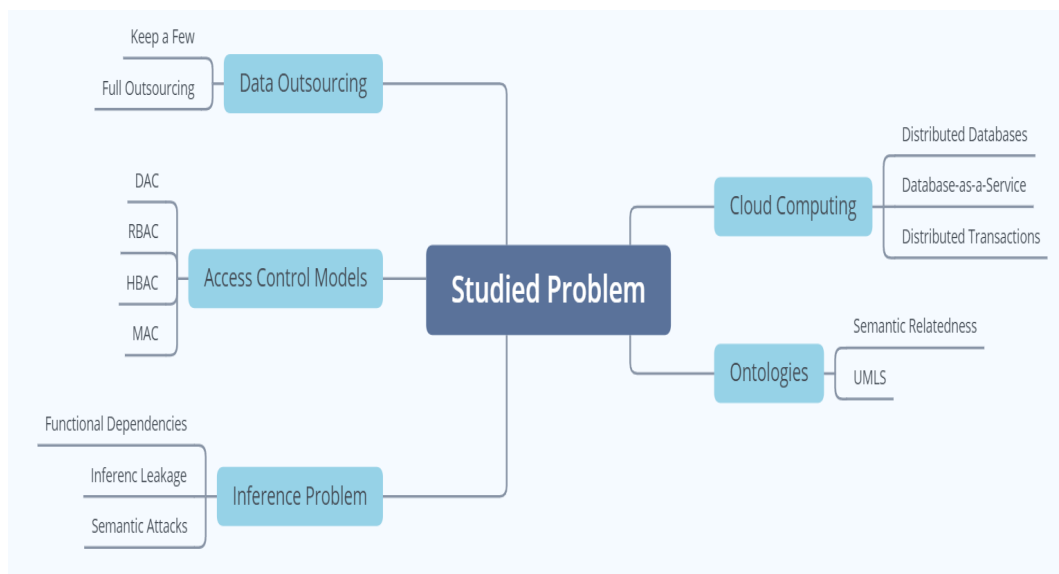 Keep a Few
Full Outsourcing
Data Outsourcing
DAC
RBAC
HBAC
MAC
Access Control Models
Functional Dependencies
Inferenc Leakage
Semantic Attacks
Inference Problem
Studied Problem
Cloud Computing
Distributed Databases
Database-as-a-Service
Distributed Transactions
Ontologies
Semantic Relatedness
UMLS